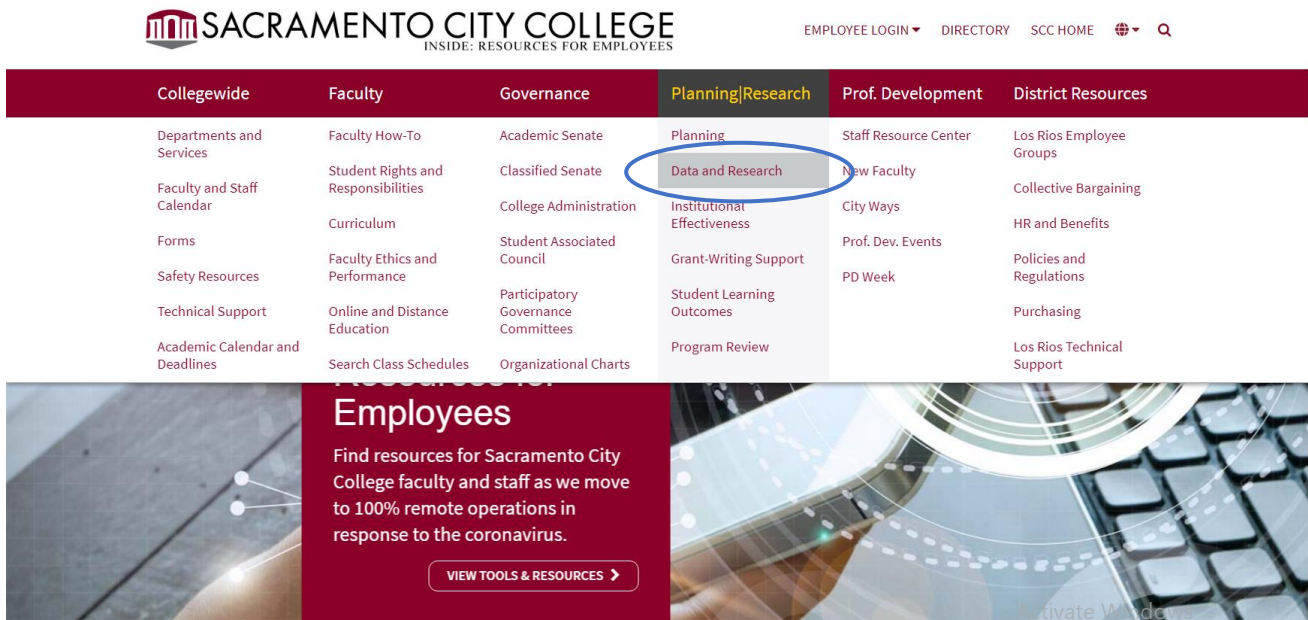 SACRAMENTO CITY COLLEGE
INSIDE: RESOURCES FOR EMPLOYEES
EMPLOYEE LOGIN DIRECTORY SCC HOME
Collegewide Faculty Governance Planning|Research Prof. Development District Resources
Departments and
Services
Faculty and Staff
Calendar
Forms
Safety Resources
Technical Support
Academic Calendar and
Deadlines
Faculty How-To
Student Rights and
Responsibilities
Curriculum
Faculty Ethics and
Performance
Online and Distance
Education
Search Class Schedules
Academic Senate
Classified Senate
College Administration
Student Associated
Council
Participatory
Governance
Committees
Organizational Charts
Planning
Data and Research
Institutional
Effectiveness
Grant-Writing Support
Student Learning
Outcomes
Program Review
Staff Resource Center
New Faculty
City Ways
Prof. Dev. Events
PD Week
Los Rios Employee
Groups
Collective Bargaining
HR and Benefits
Policies and
Regulations
Purchasing
Los Rios Technical
Support
Resources for
Employees
Find resources for Sacramento City
College faculty and staff as we move
to 100% remote operations in
response to the coronavirus.
VIEW TOOLS & RESOURCES
Activate Windows